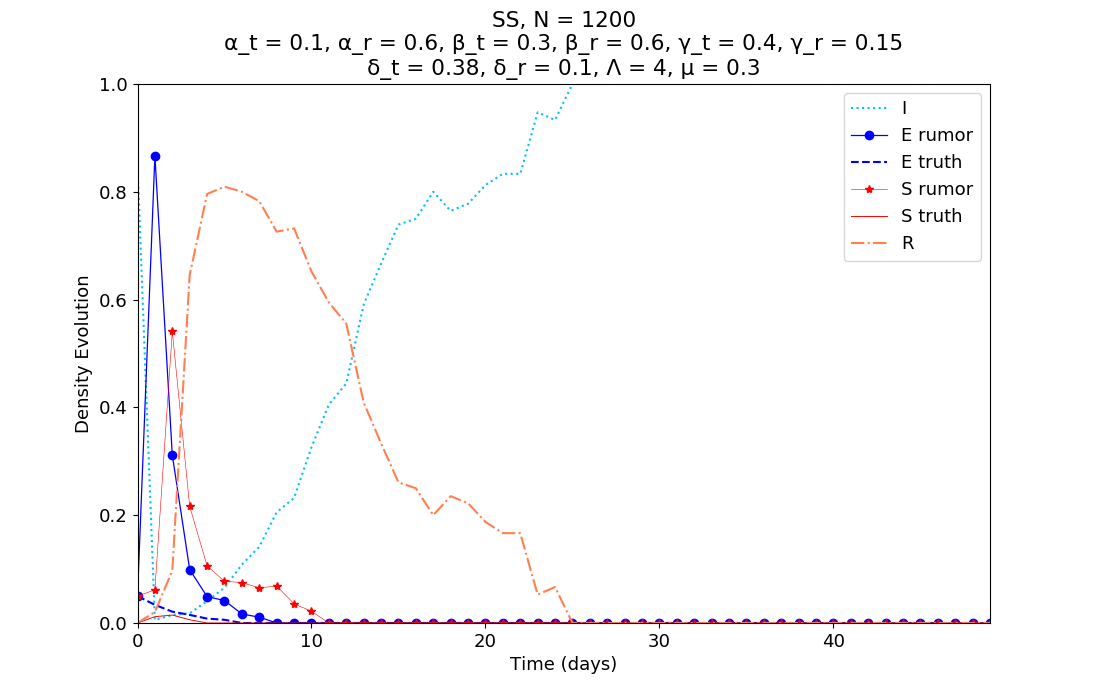 SS, N = 1200
α_t = 0.1, α_r = 0.6, β_t = 0.3, β_r = 0.6, γ_t = 0.4, γ_r = 0.15
δ_t = 0.38, δ_r = 0.1, Λ = 4, μ = 0.3
1.0
0.8
0.6
0.4
0.2
0.0
Density Evolution
I
E rumor
E truth
S rumor
S truth
R
0 10 20 30 40
Time (days)